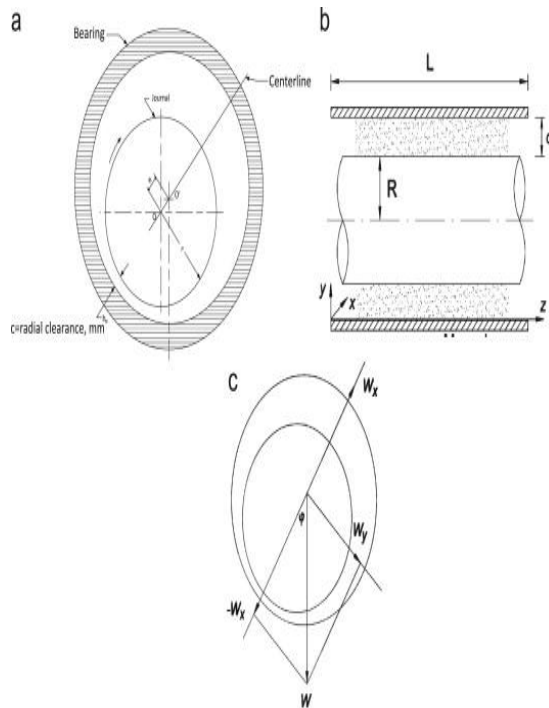 a
Bearing
Centerline
Journal
e
O'
O
r
c=radial clearance, mm
b
L
c
R
y
x
z
C
Wx
φ
Wy
-Wx
W